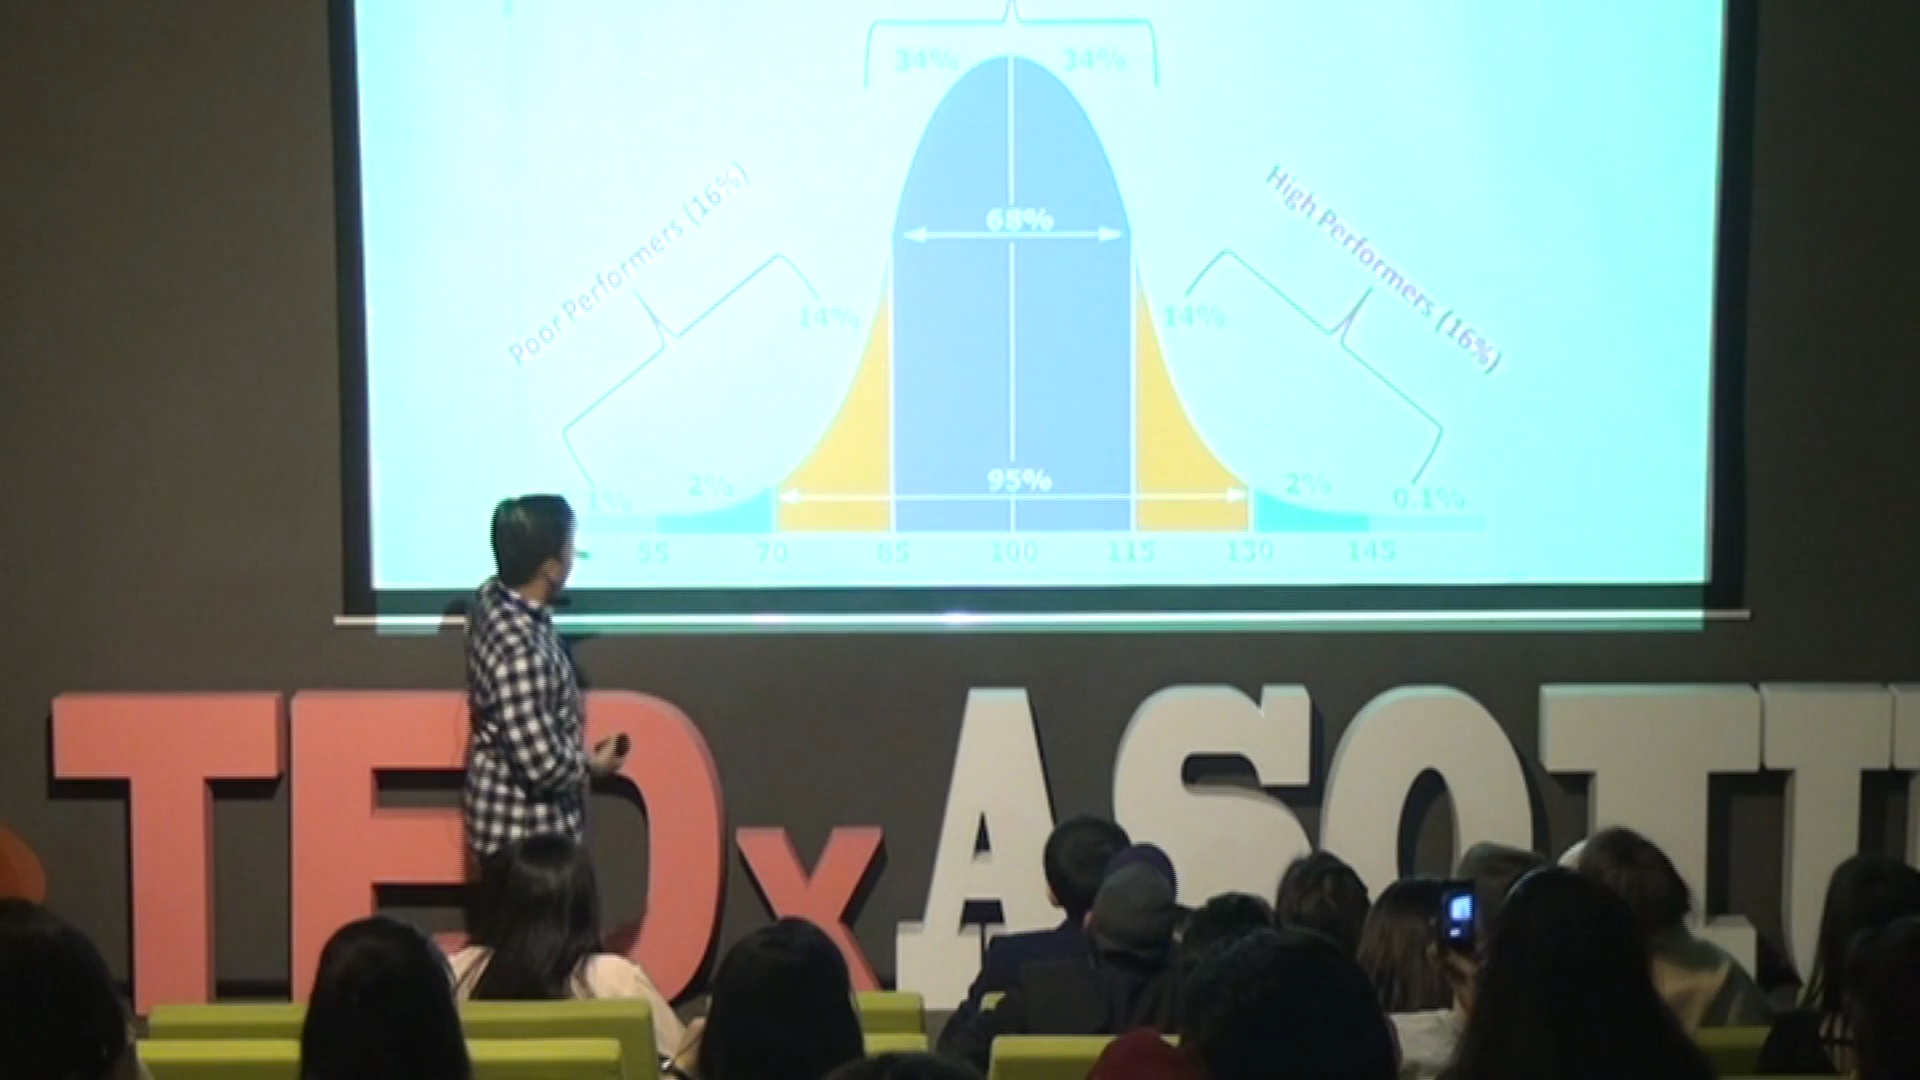 34% 34%
Poor Performers (16%)
High Performers (16%)
68%
14% 14%
95%
2% 2%
1% 0.1%
55 70 85 100 115 130 145
TEDx